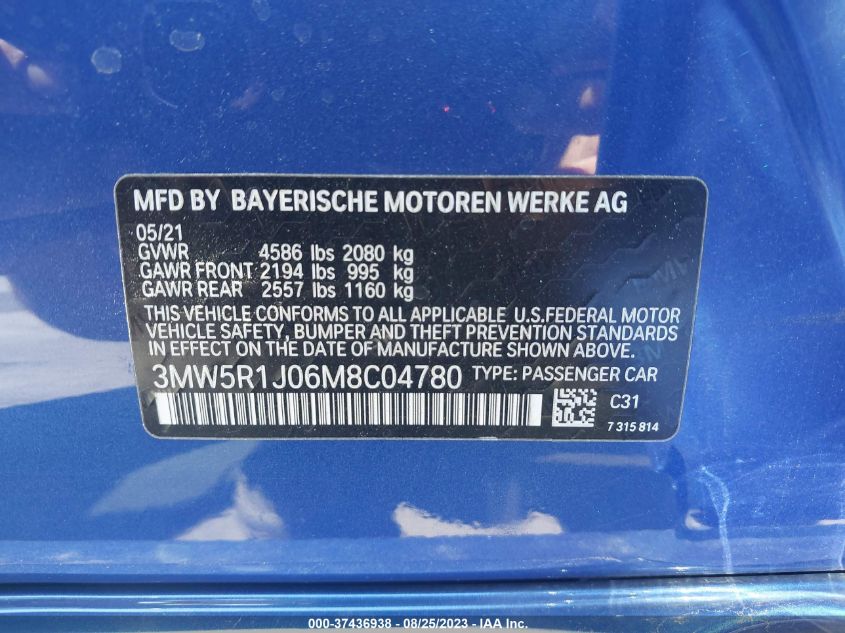 MFD BY BAYERISCHE MOTOREN WERKE AG
05/21
GVWR 4586 lbs 2080 kg
GAWR FRONT 2194 lbs 995 kg
GAWR REAR 2557 lbs 1160 kg
THIS VEHICLE CONFORMS TO ALL APPLICABLE U.S.FEDERAL MOTOR
VEHICLE SAFETY, BUMPER AND THEFT PREVENTION STANDARDS
IN EFFECT ON THE DATE OF MANUFACTURE SHOWN ABOVE.
3MW5R1J06M8C04780 TYPE: PASSENGER CAR
C31
7 315 814
000-37436938 - 08/25/2023 - IAA Inc.